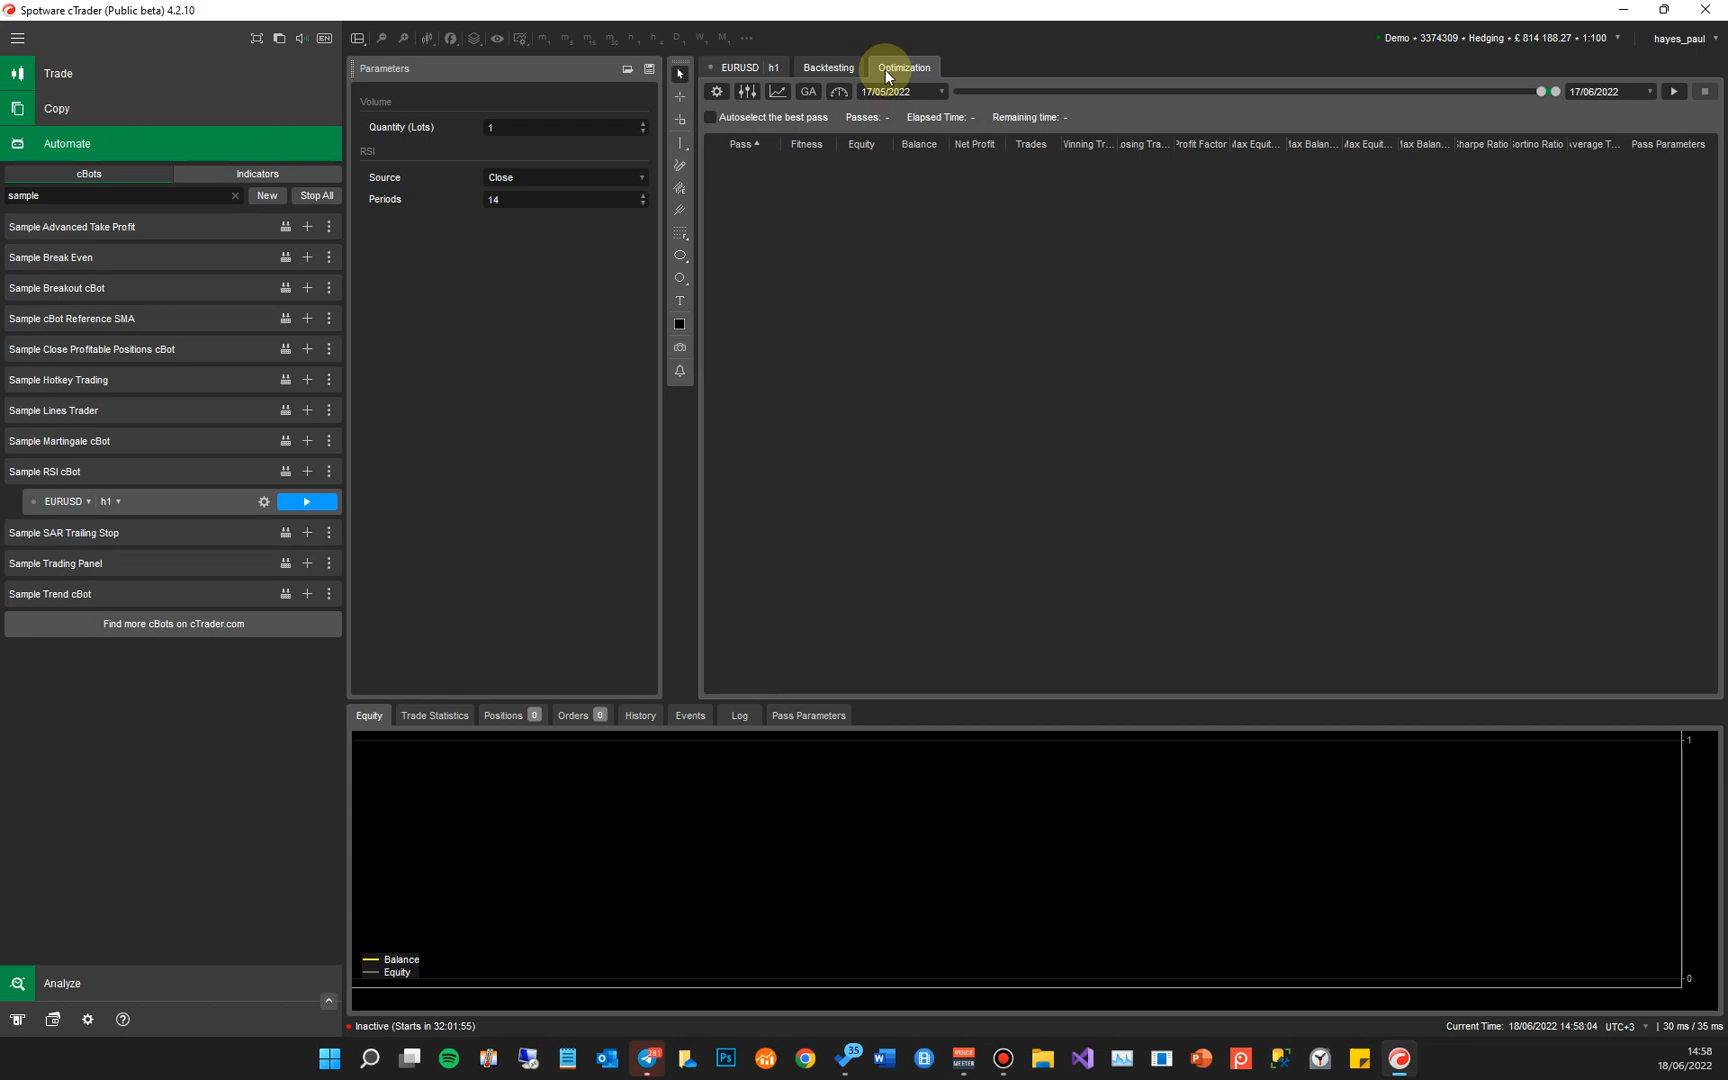 Spotware cTrader (Public beta) 4.2.10
EN
Demo • 3374309 • Hedging • £ 814 188.27 • 1:100
hayes_paul
Trade
Copy
Automate
cBots
Indicators
sample
New
Stop All
Sample Advanced Take Profit
Sample Break Even
Sample Breakout cBot
Sample cBot Reference SMA
Sample Close Profitable Positions cBot
Sample Hotkey Trading
Sample Lines Trader
Sample Martingale cBot
Sample RSI cBot
EURUSD h1
Sample SAR Trailing Stop
Sample Trading Panel
Sample Trend cBot
Find more cBots on cTrader.com
Analyze
Parameters
Volume
Quantity (Lots) 1
RSI
Source Close
Periods 14
T
EURUSD h1
Backtesting
Optimization
GA
17/05/2022
17/06/2022
Autoselect the best pass
Passes: -
Elapsed Time: -
Remaining time: -
Pass
Fitness
Equity
Balance
Net Profit
Trades
Pass Parameters
Equity
Trade Statistics
Positions 0
Orders 0
History
Events
Log
Pass Parameters
1
0
Balance
Equity
Inactive (Starts in 32:01:55)
Current Time: 18/06/2022 14:58:04 UTC+3 | 30 ms / 35 ms
281
Ps
35
VOICE
MEETER
14:58
18/06/2022